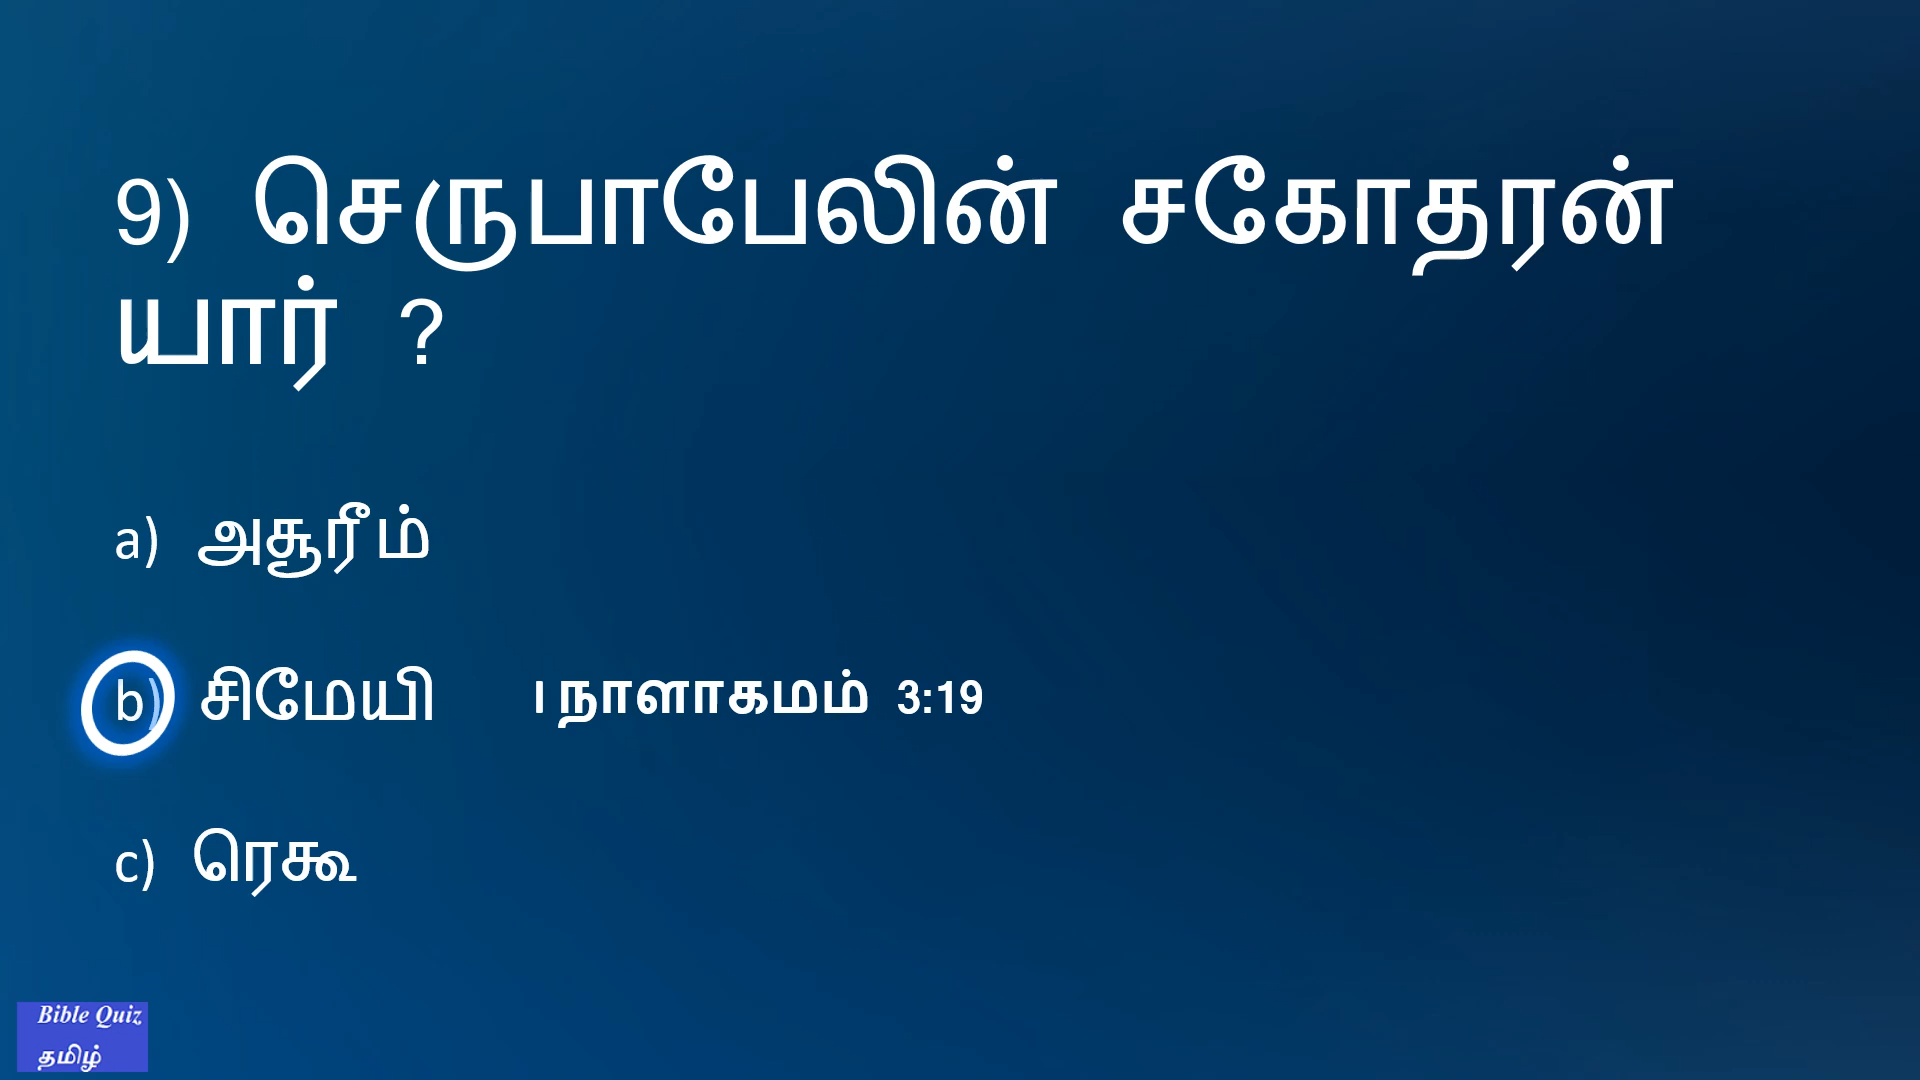 9) செருபாபேலின் சகோதரன்
யார் ?
a) அசூரீம்
b) சிமேயி I நாளாகமம் 3:19
c) ரெகூ
Bible Quiz
தமிழ்